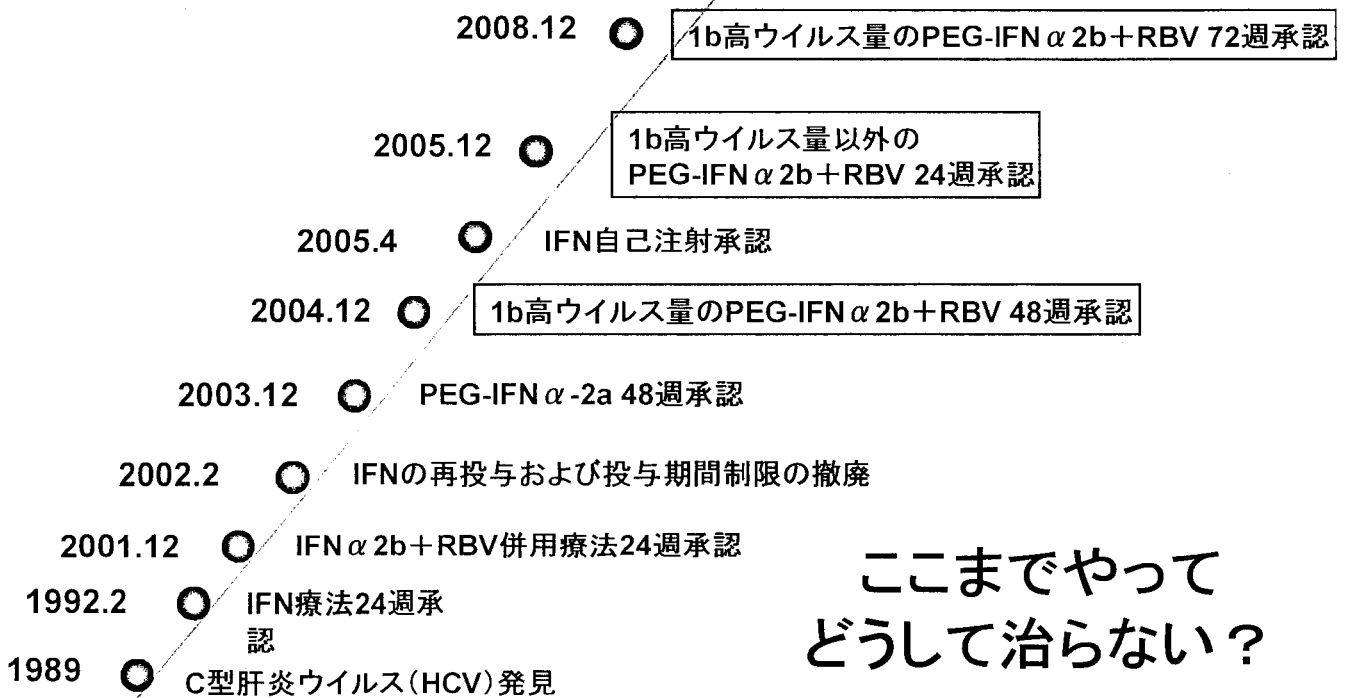 2008.12 1b高ウイルス量のPEG-IFNα2b＋RBV 72週承認
2005.12 1b高ウイルス量以外の
PEG-IFNα2b＋RBV 24週承認
2005.4 IFN自己注射承認
2004.12 1b高ウイルス量のPEG-IFNα2b＋RBV 48週承認
2003.12 PEG-IFNα-2a 48週承認
2002.2 IFNの再投与および投与期間制限の撤廃
2001.12 IFNα2b＋RBV併用療法24週承認
1992.2 IFN療法24週承
認
1989 C型肝炎ウイルス（HCV）発見
ここまでやって
どうして治らない？